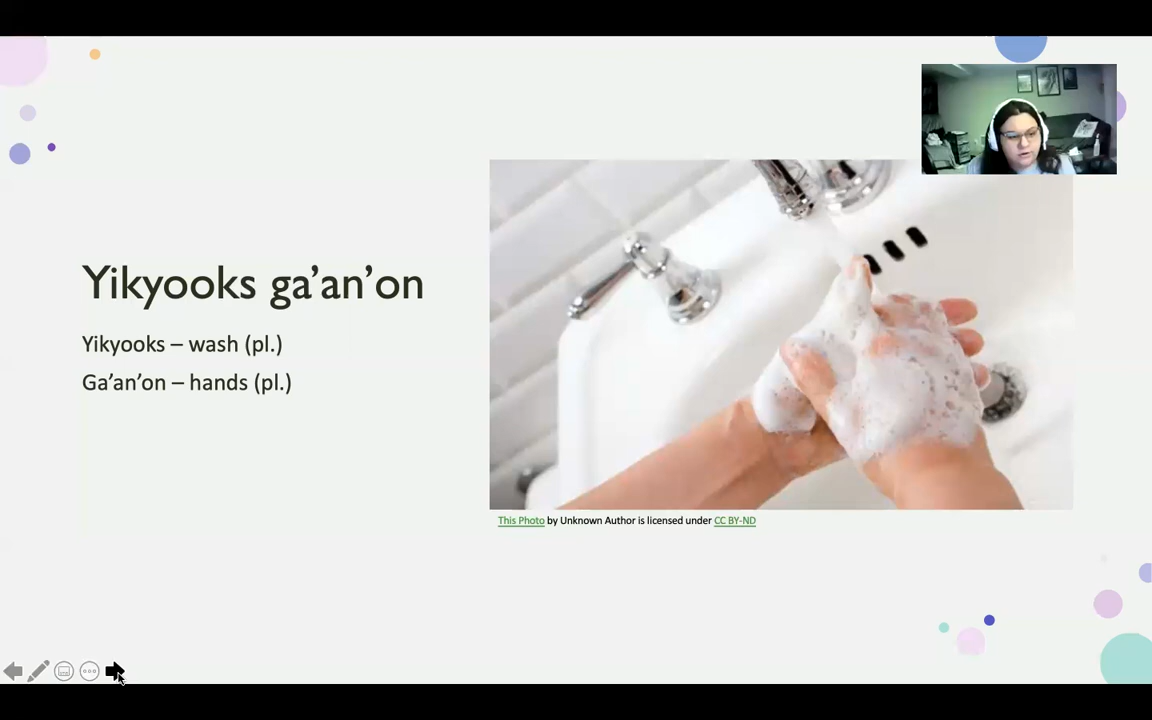 Yikyooks ga’an’on
Yikyooks – wash (pl.)
Ga’an’on – hands (pl.)
This Photo by Unknown Author is licensed under CC BY-ND